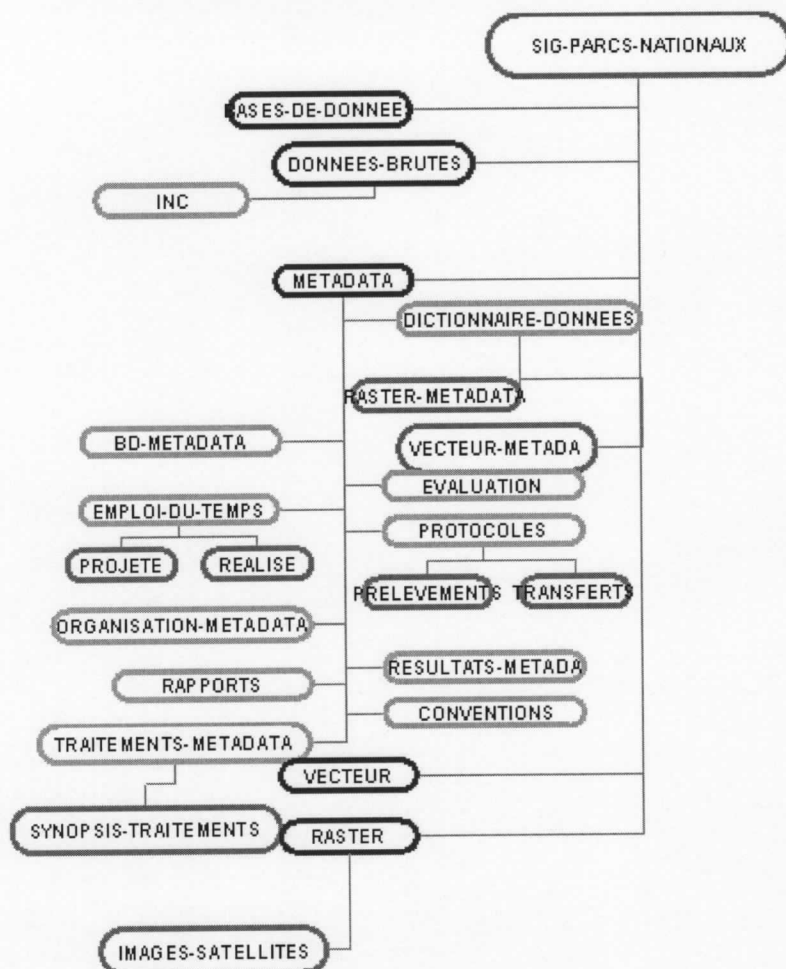 SIG-PARCS-NATIONAUX
BASES-DE-DONNEE
DONNEES-BRUTES
INC
METADATA
DICTIONNAIRE-DONNEES
RASTER-METADATA
BD-METADATA
VECTEUR-METADA
EVALUATION
EMPLOI-DU-TEMPS
PROTOCOLES
PROJETE
REALISE
PRELEVEMENTS
TRANSFERTS
ORGANISATION-METADATA
RESULTATS-METADA
RAPPORTS
CONVENTIONS
TRAITEMENTS-METADATA
VECTEUR
SYNOPSIS-TRAITEMENTS
RASTER
IMAGES-SATELLITES